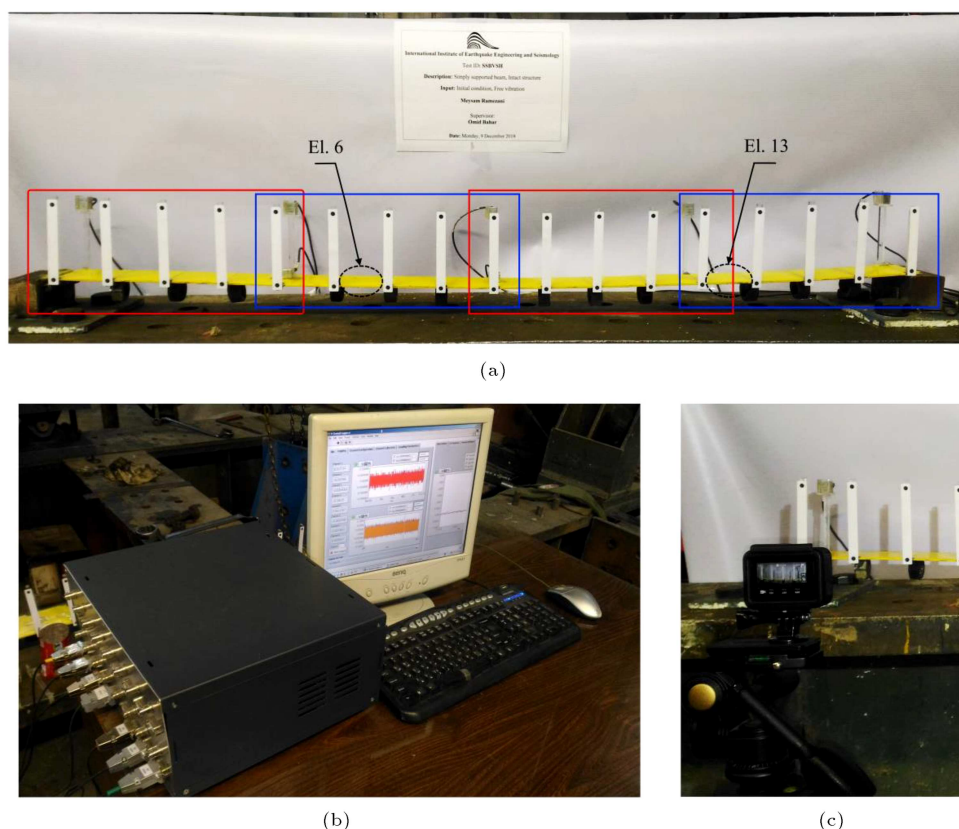 International Institute of Earthquake Engineering and Seismology
Test ID: SSBVSH
Description: Simply supported beam, Intact structure
Input: Initial condition, Free vibration
Meysam Ramezani
Supervisor:
Omid Bahar
Date: Monday, 9 December 2018
El. 6
El. 13
(a)
(b)
(c)